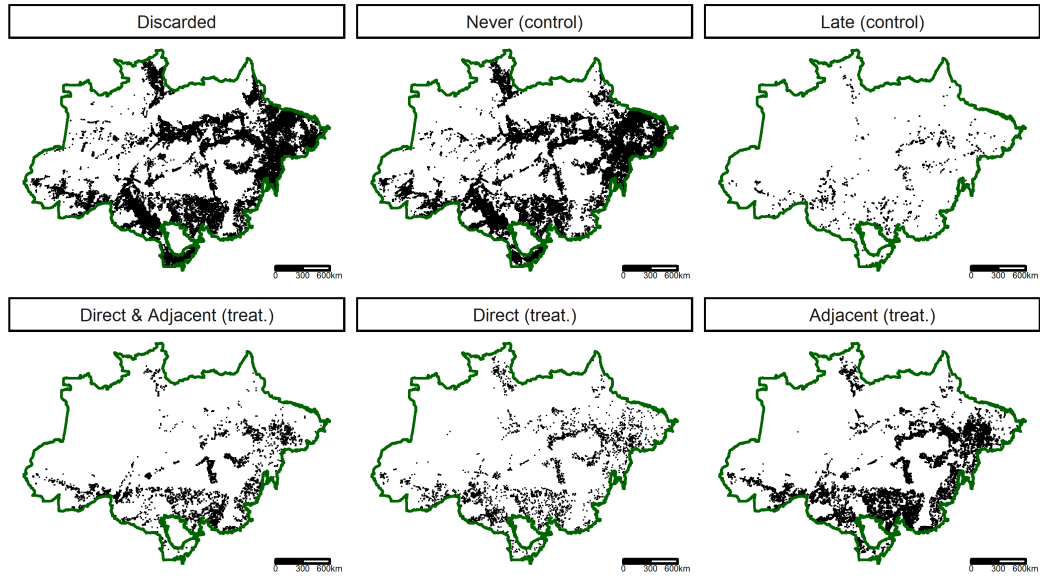 Discarded
Never (control)
Late (control)
0 300 600km
0 300 600km
0 300 600km
Direct & Adjacent (treat.)
Direct (treat.)
Adjacent (treat.)
0 300 600km
0 300 600km
0 300 600km